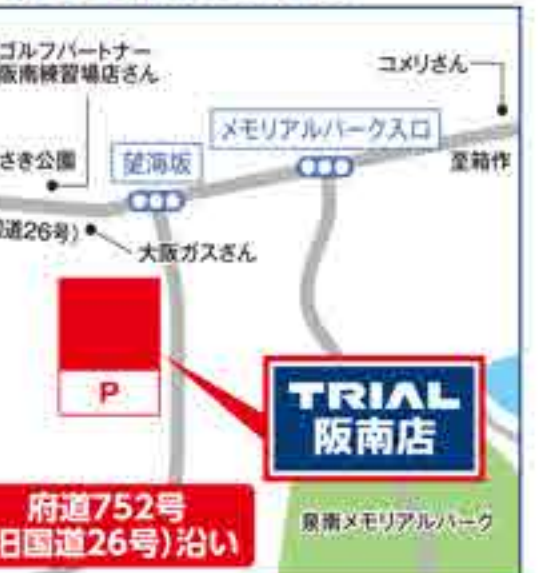 ゴルフパートナー
阪南練習場店さん
コメリさん
メモリアルパーク入口
さき公園
望海坂
至箱作
道26号)
大阪ガスさん
P
TRIAL
阪南店
府道752号
旧国道26号)沿い
泉南メモリアルパーク